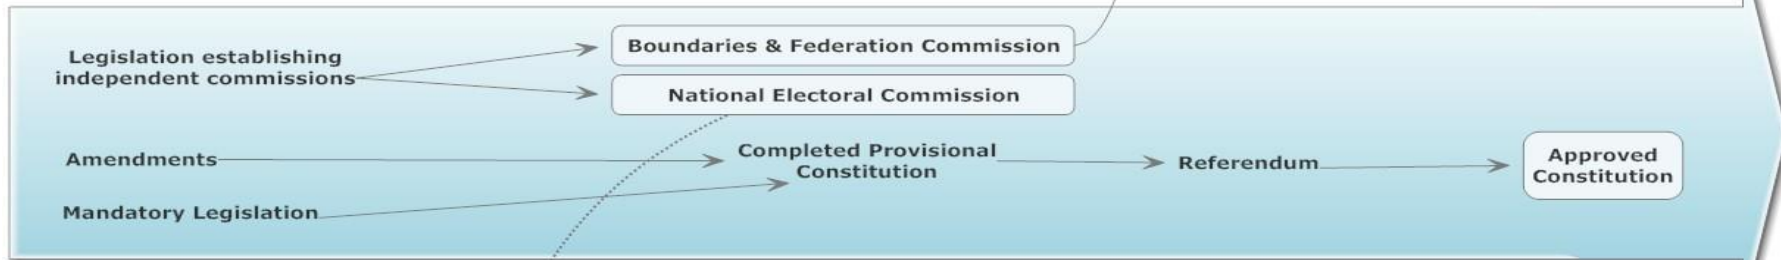 Legislation establishing
independent commissions
Boundaries & Federation Commission
National Electoral Commission
Amendments
Completed Provisional
Constitution
Referendum
Approved
Constitution
Mandatory Legislation